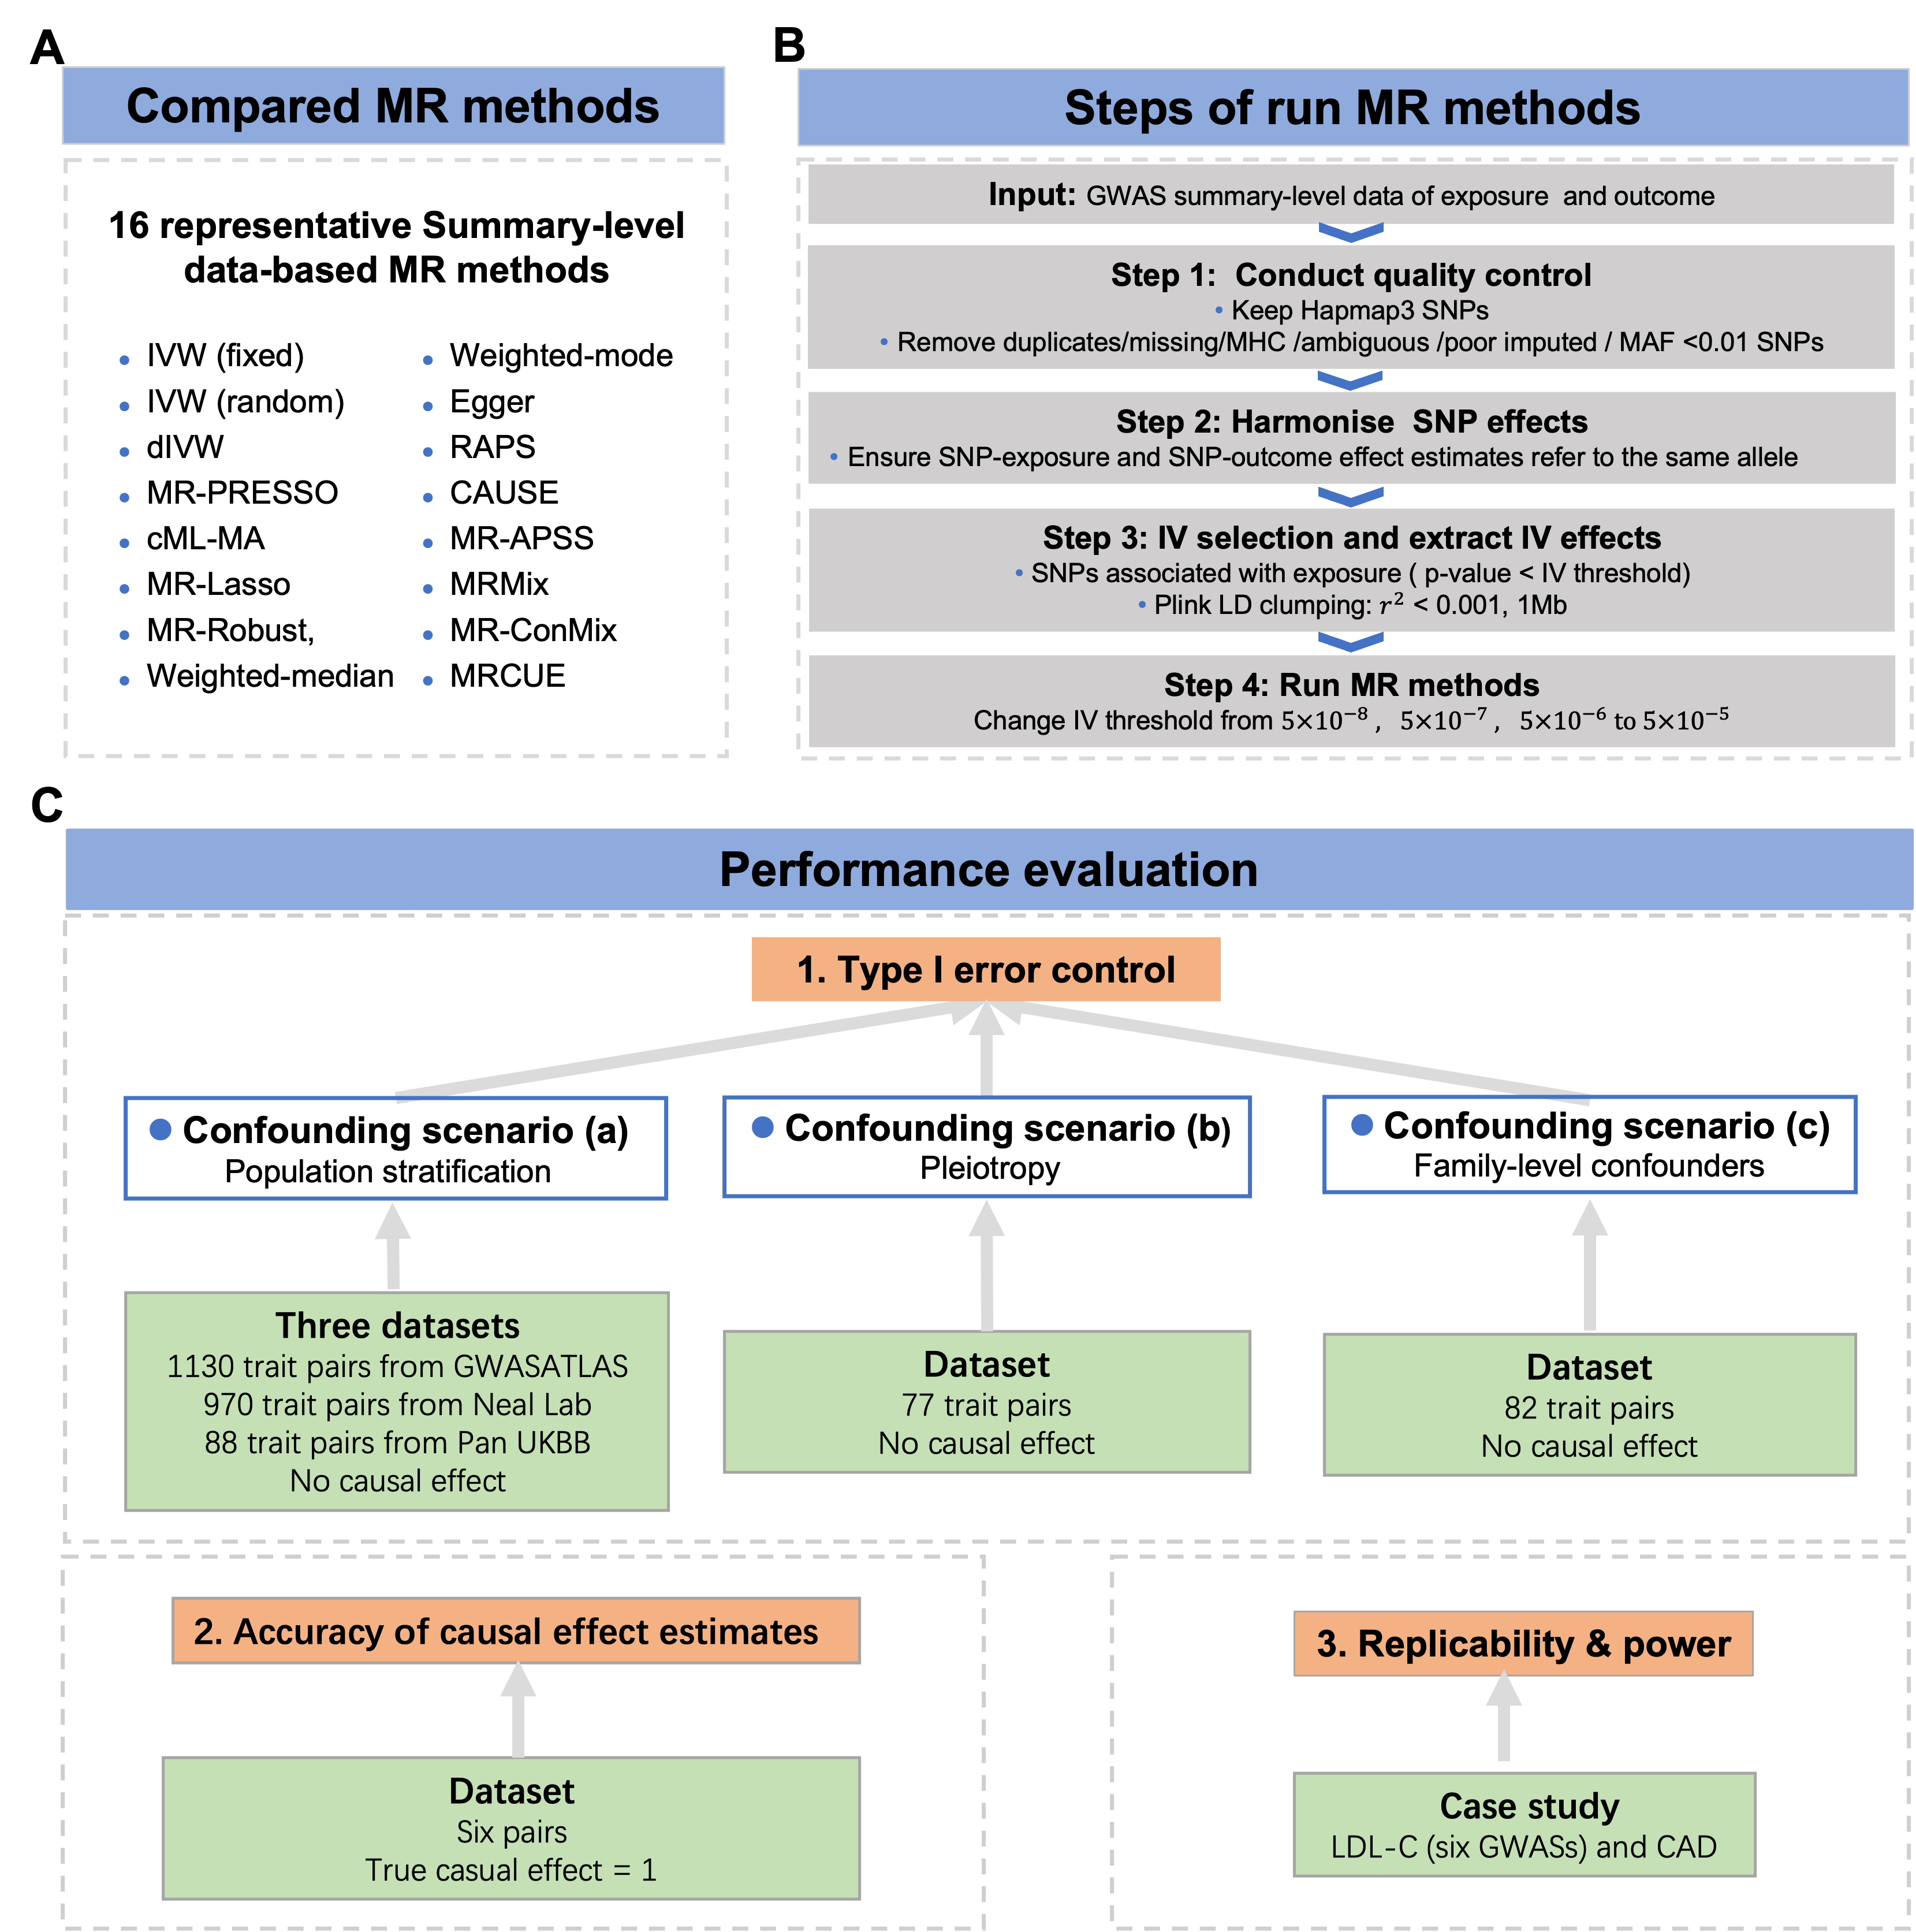 A
Compared MR methods
16 representative Summary-level
data-based MR methods
• IVW (fixed)
• IVW (random)
• dIVW
• MR-PRESSO
• cML-MA
• MR-Lasso
• MR-Robust,
• Weighted-median
• Weighted-mode
• Egger
• RAPS
• CAUSE
• MR-APSS
• MRMix
• MR-ConMix
• MRCUE
B
Steps of run MR methods
Input: GWAS summary-level data of exposure and outcome
Step 1: Conduct quality control
• Keep Hapmap3 SNPs
• Remove duplicates/missing/MHC /ambiguous /poor imputed / MAF <0.01 SNPs
Step 2: Harmonise SNP effects
• Ensure SNP-exposure and SNP-outcome effect estimates refer to the same allele
Step 3: IV selection and extract IV effects
• SNPs associated with exposure ( p-value < IV threshold)
• Plink LD clumping: r² < 0.001, 1Mb
Step 4: Run MR methods
Change IV threshold from 5×10⁻⁸ , 5×10⁻⁷ , 5×10⁻⁶ to 5×10⁻⁵
C
Performance evaluation
1. Type I error control
• Confounding scenario (a)
Population stratification
• Confounding scenario (b)
Pleiotropy
• Confounding scenario (c)
Family-level confounders
Three datasets
1130 trait pairs from GWASATLAS
970 trait pairs from Neal Lab
88 trait pairs from Pan UKBB
No causal effect
Dataset
77 trait pairs
No causal effect
Dataset
82 trait pairs
No causal effect
2. Accuracy of causal effect estimates
Dataset
Six pairs
True casual effect = 1
3. Replicability & power
Case study
LDL-C (six GWASs) and CAD